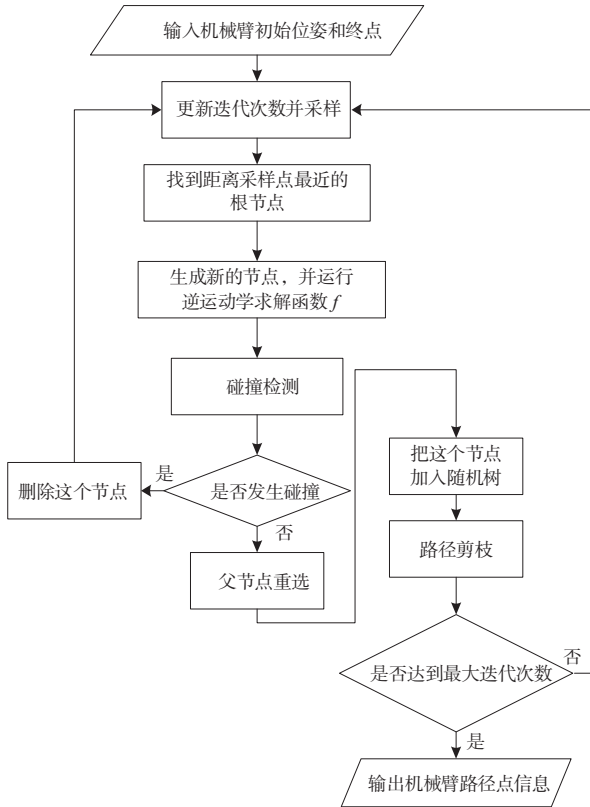 输入机械臂初始位姿和终点
更新迭代次数并采样
找到距离采样点最近的
根节点
生成新的节点，并运行
逆运动学求解函数f
碰撞检测
是否发生碰撞
是
删除这个节点
否
父节点重选
把这个节点
加入随机树
路径剪枝
是否达到最大迭代次数
否
是
输出机械臂路径点信息